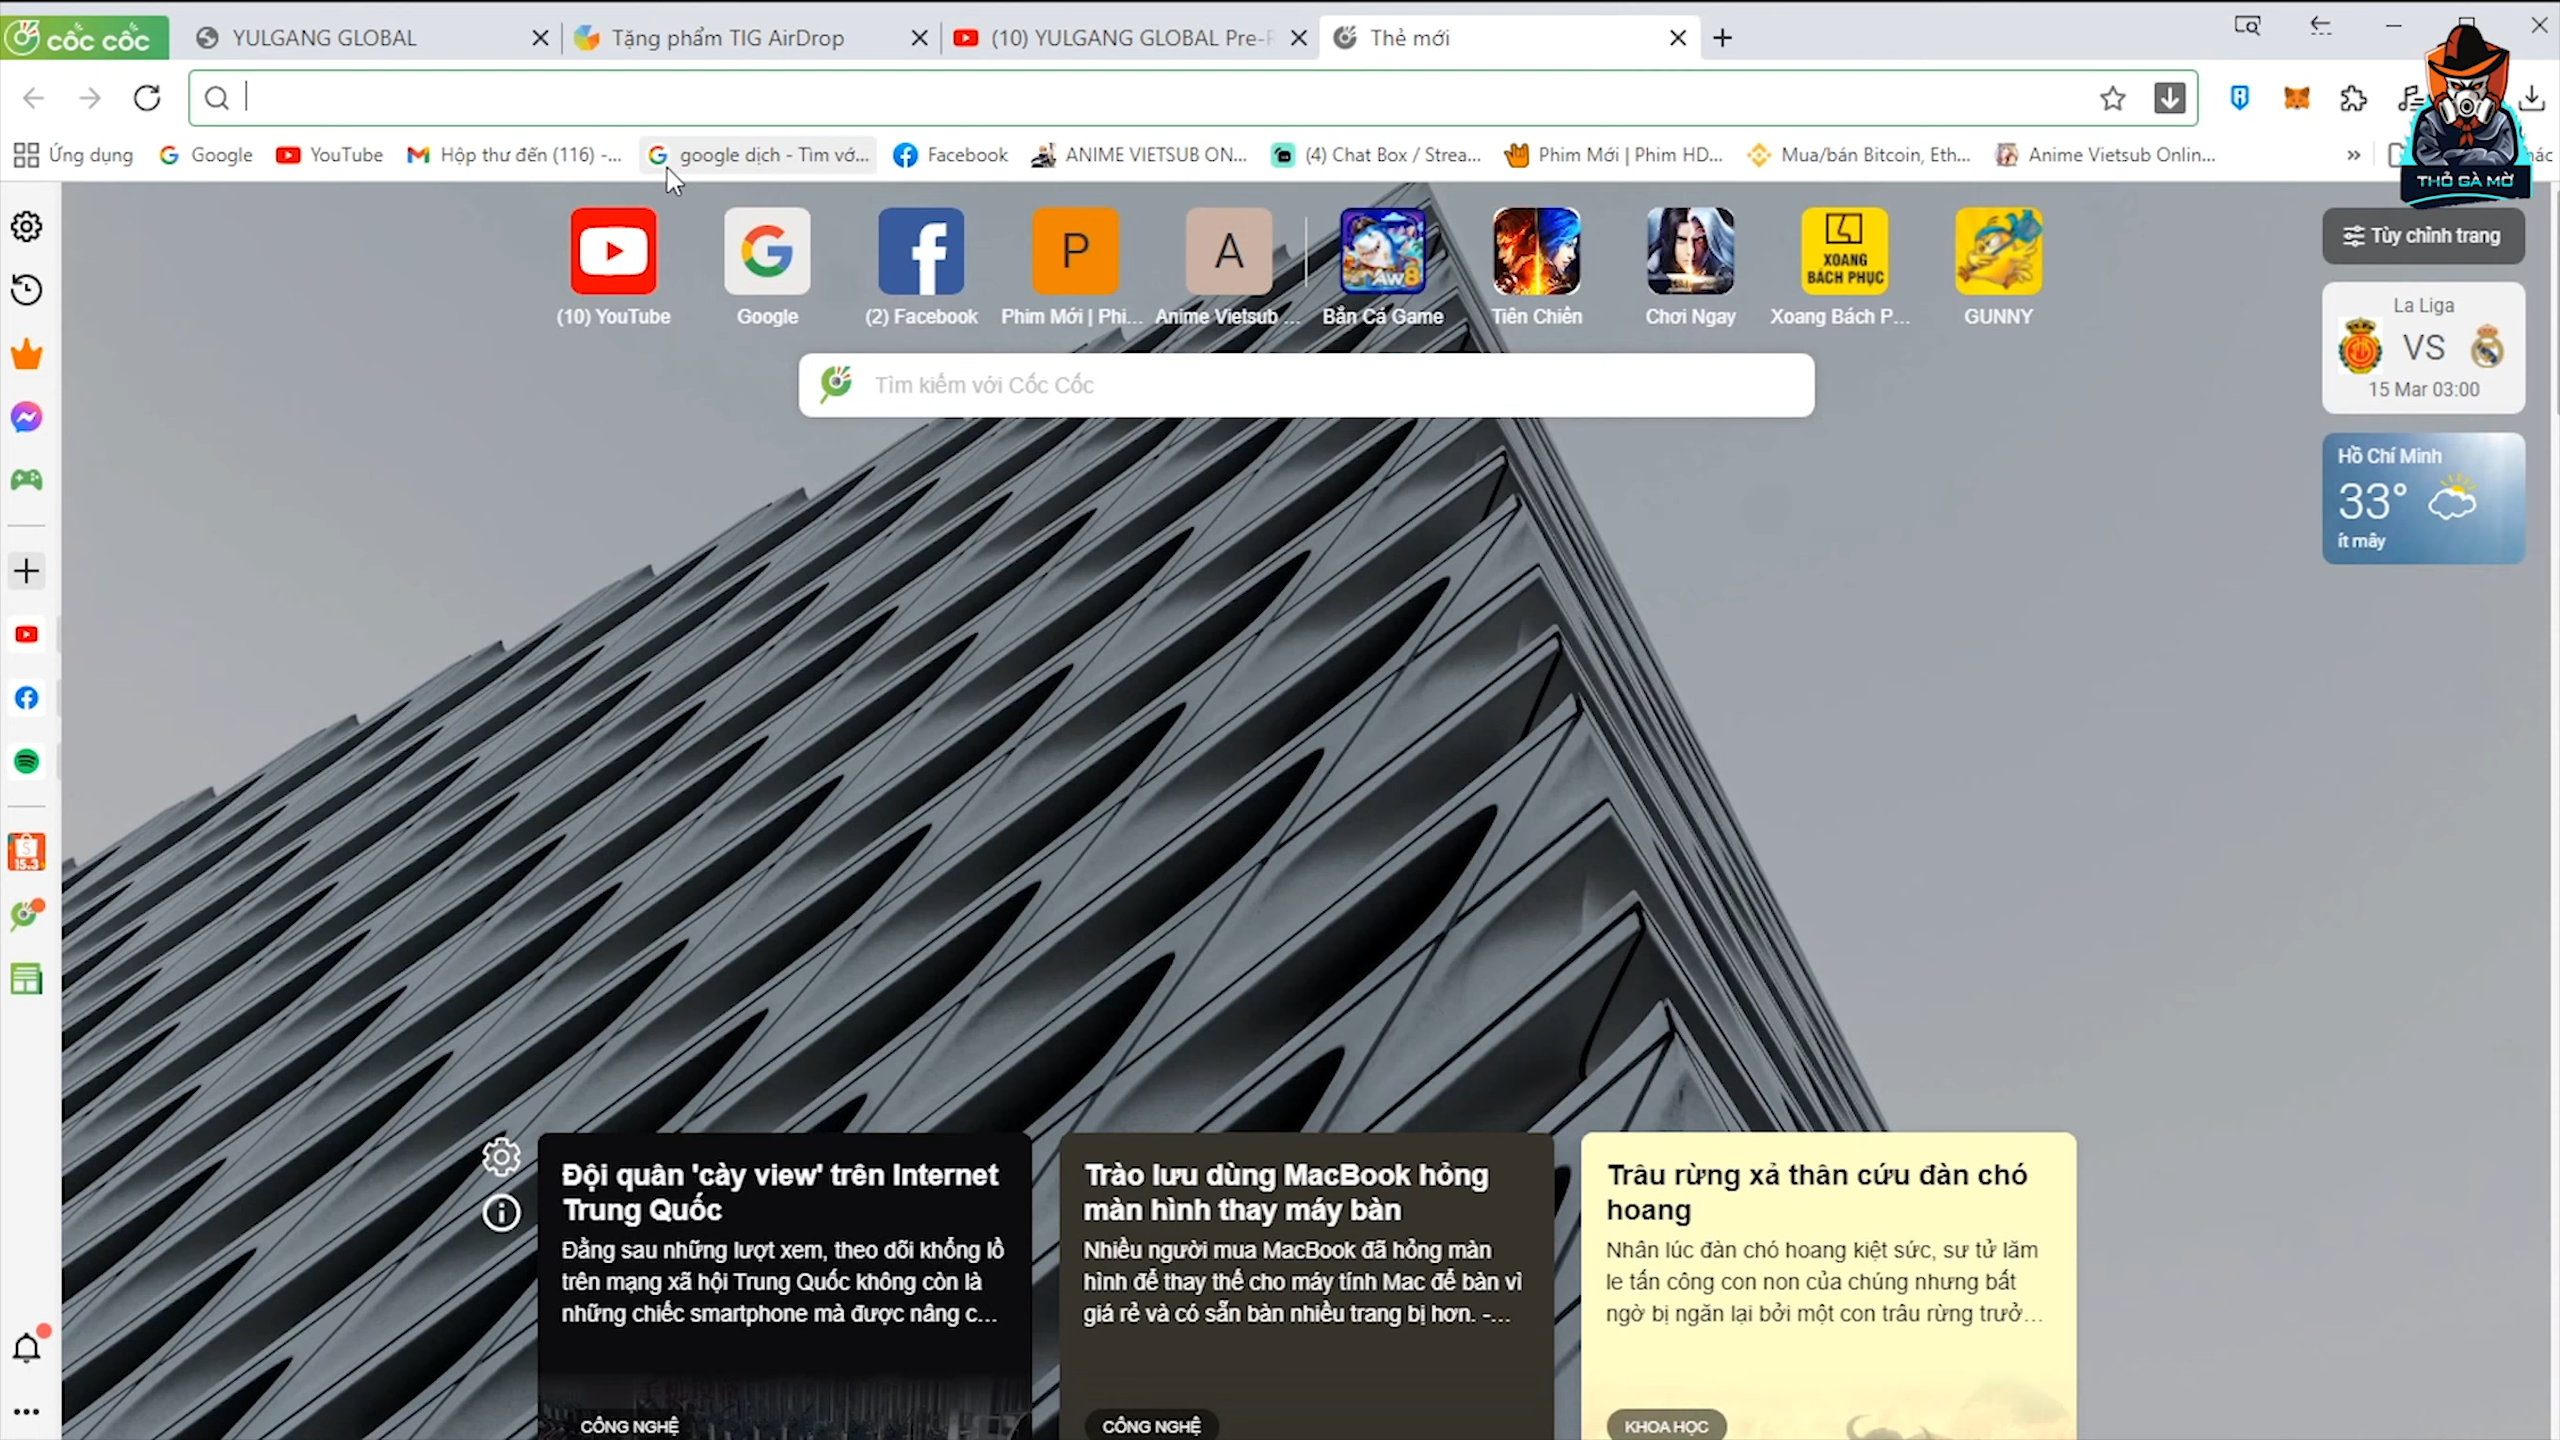 cốc cốc
YULGANG GLOBAL
Tặng phẩm TIG AirDrop
(10) YULGANG GLOBAL Pre-R
Thẻ mới
Ứng dụng
Google
YouTube
Hộp thư đến (116) -...
google dịch - Tìm vớ...
Facebook
ANIME VIETSUB ON...
(4) Chat Box / Strea...
Phim Mới | Phim HD...
Mua/bán Bitcoin, Eth...
Anime Vietsub Onlin...
»
THỎ GÀ MỜ
P
A
AW8
XOANG
BÁCH PHỤC
(10) YouTube
Google
(2) Facebook
Phim Mới | Phi...
Anime Vietsub ...
Bắn Cá Game
Tiên Chiến
Chơi Ngay
Xoang Bách P...
GUNNY
Tùy chỉnh trang
Tìm kiếm với Cốc Cốc
La Liga
VS
15 Mar 03:00
Hồ Chí Minh
33°
ít mây
15.3
Đội quân 'cày view' trên Internet
Trung Quốc
Đằng sau những lượt xem, theo dõi khổng lồ
trên mạng xã hội Trung Quốc không còn là
những chiếc smartphone mà được nâng c...
CÔNG NGHỆ
Trào lưu dùng MacBook hỏng
màn hình thay máy bàn
Nhiều người mua MacBook đã hỏng màn
hình để thay thế cho máy tính Mac để bàn vì
giá rẻ và có sẵn bàn nhiều trang bị hơn. -...
CÔNG NGHỆ
Trâu rừng xả thân cứu đàn chó
hoang
Nhân lúc đàn chó hoang kiệt sức, sư tử lăm
le tấn công con non của chúng nhưng bất
ngờ bị ngăn lại bởi một con trâu rừng trưở...
KHOA HỌC